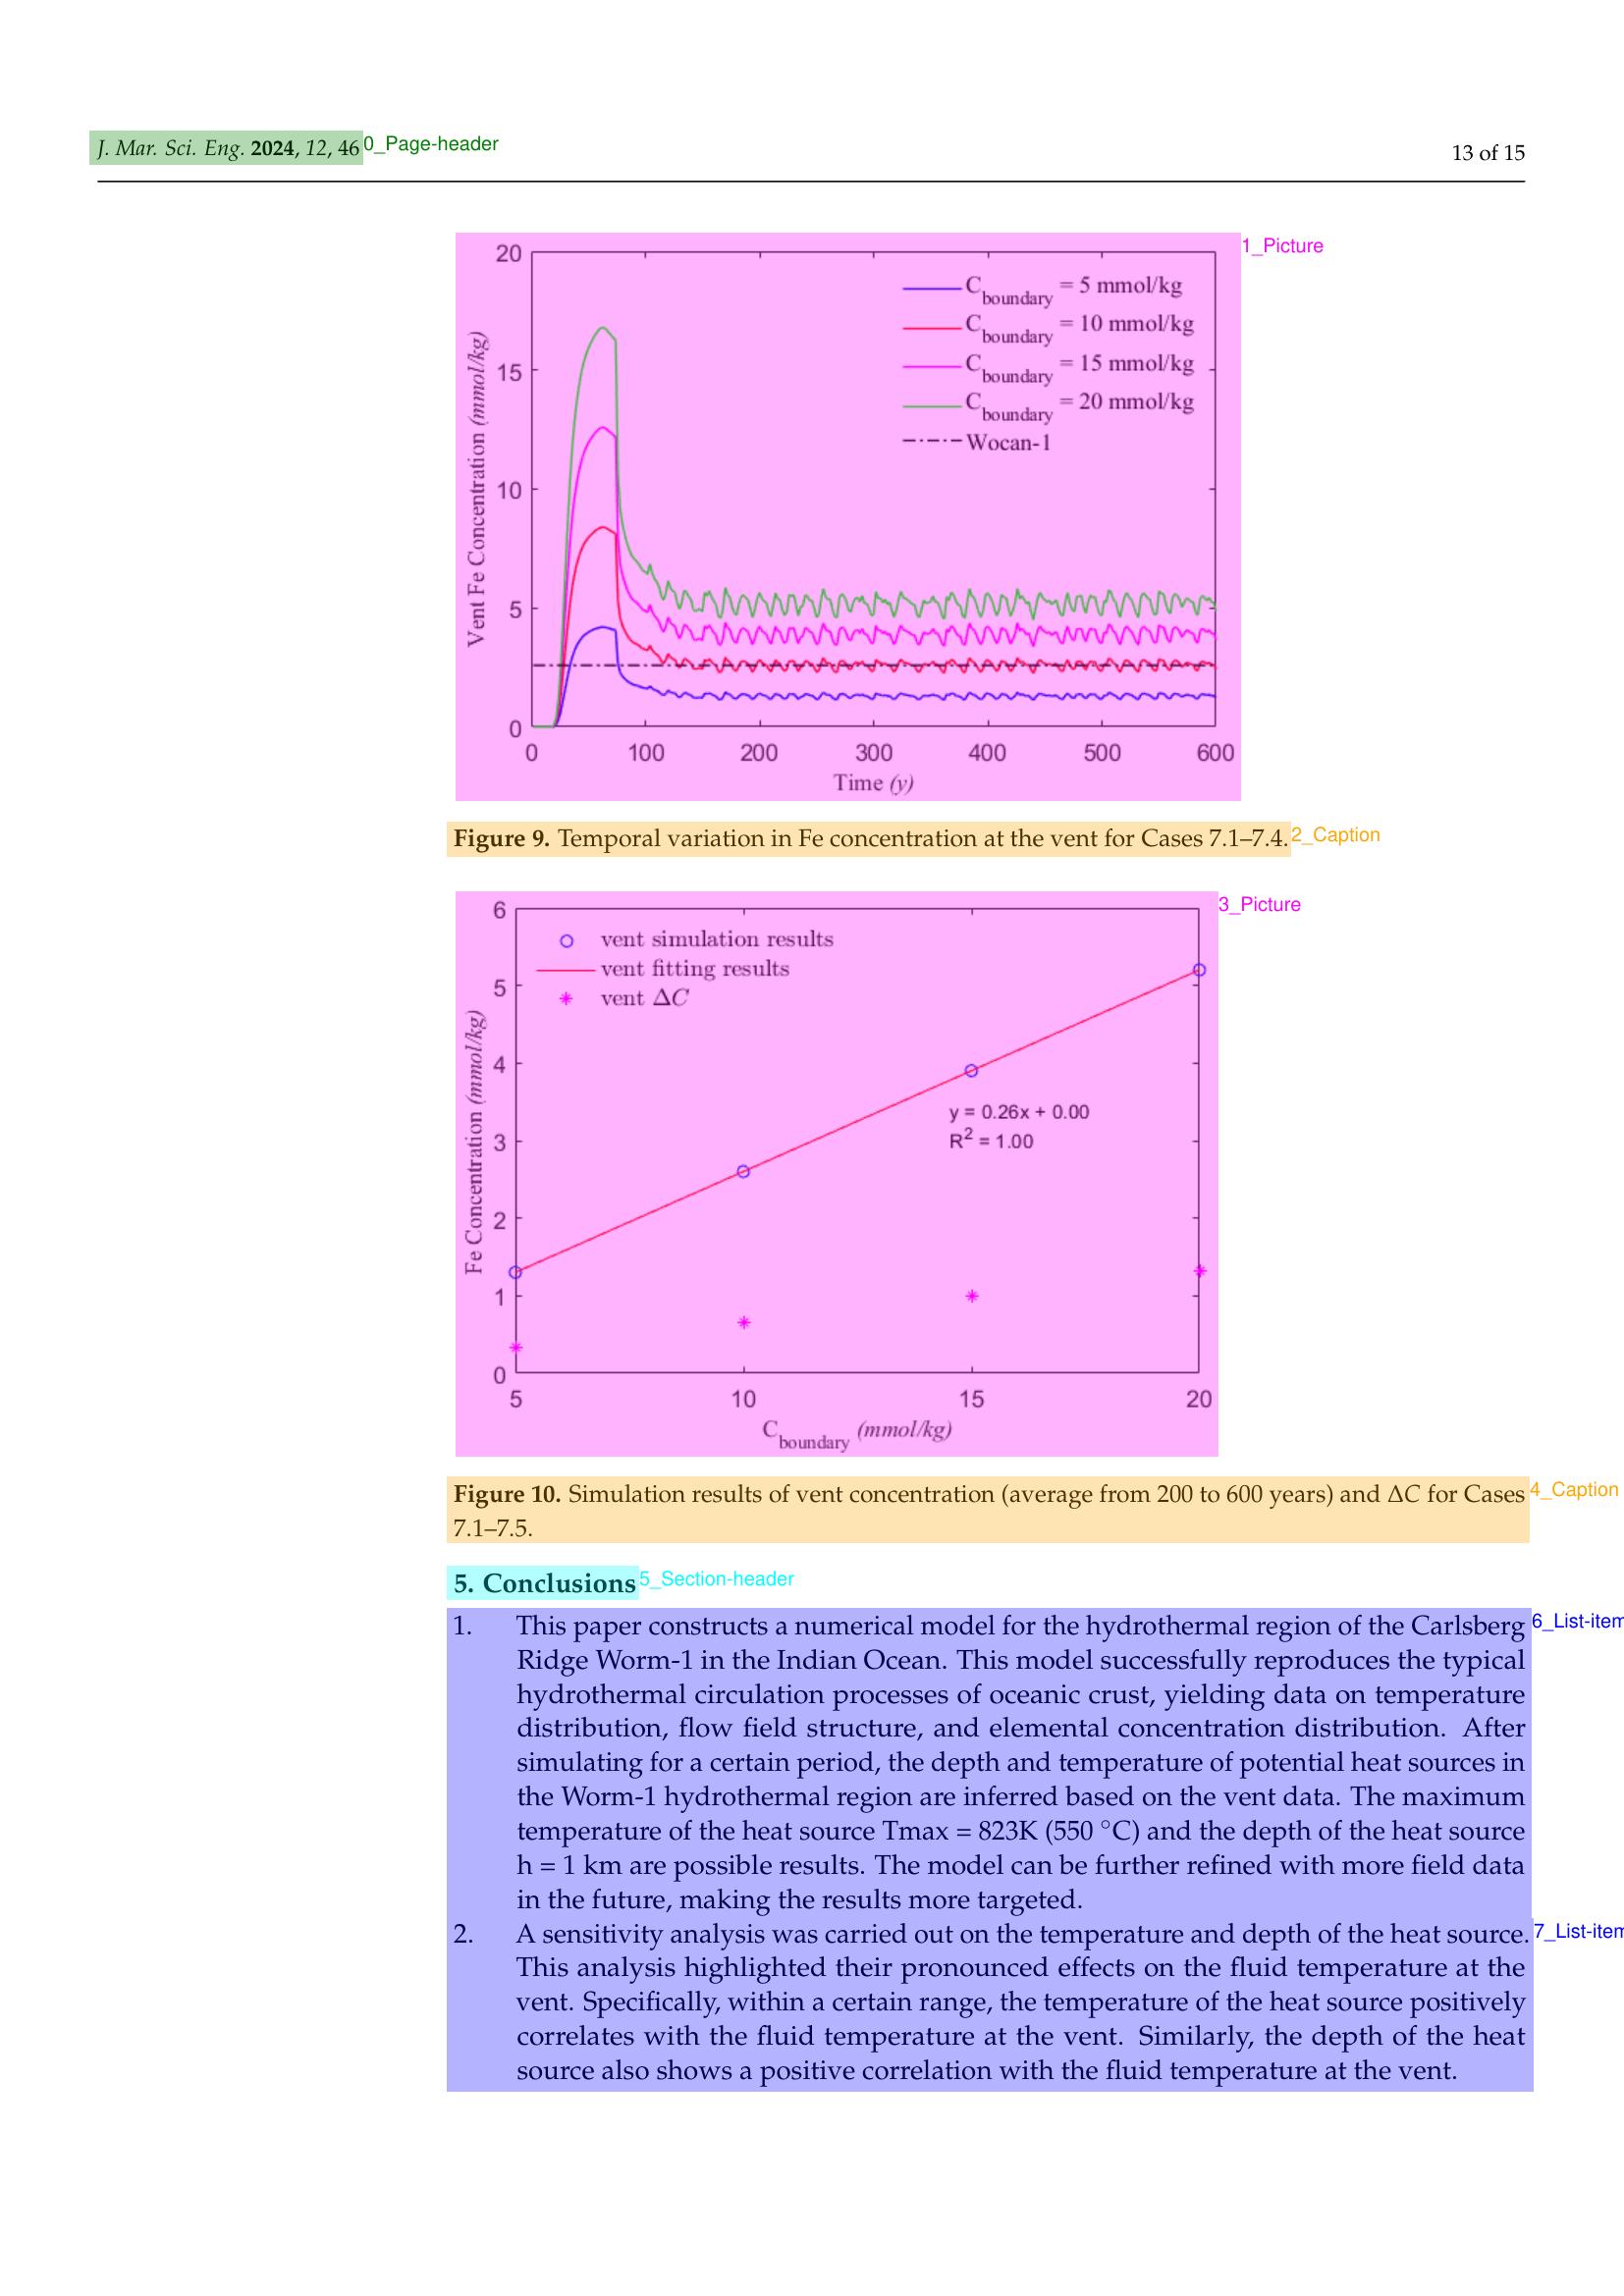 J. Mar. Sci. Eng. 2024, 12, 46
0_Page-header
13 of 15
1_Picture
20
15
10
5
0
Vent Fe Concentration (mmol/kg)
C boundary = 5 mmol/kg
C boundary = 10 mmol/kg
C boundary = 15 mmol/kg
C boundary = 20 mmol/kg
Wocan-1
0 100 200 300 400 500 600
Time (y)
Figure 9. Temporal variation in Fe concentration at the vent for Cases 7.1–7.4.
2_Caption
3_Picture
6
5
4
3
2
1
0
Fe Concentration (mmol/kg)
vent simulation results
vent fitting results
vent ΔC
y = 0.26x + 0.00
R2 = 1.00
5 10 15 20
C boundary (mmol/kg)
Figure 10. Simulation results of vent concentration (average from 200 to 600 years) and ΔC for Cases
7.1–7.5.
4_Caption
5. Conclusions
5_Section-header
1. This paper constructs a numerical model for the hydrothermal region of the Carlsberg
6_List-item
Ridge Worm-1 in the Indian Ocean. This model successfully reproduces the typical
hydrothermal circulation processes of oceanic crust, yielding data on temperature
distribution, flow field structure, and elemental concentration distribution. After
simulating for a certain period, the depth and temperature of potential heat sources in
the Worm-1 hydrothermal region are inferred based on the vent data. The maximum
temperature of the heat source Tmax = 823K (550 °C) and the depth of the heat source
h = 1 km are possible results. The model can be further refined with more field data
in the future, making the results more targeted.
2. A sensitivity analysis was carried out on the temperature and depth of the heat source.
7_List-item
This analysis highlighted their pronounced effects on the fluid temperature at the
vent. Specifically, within a certain range, the temperature of the heat source positively
correlates with the fluid temperature at the vent. Similarly, the depth of the heat
source also shows a positive correlation with the fluid temperature at the vent.